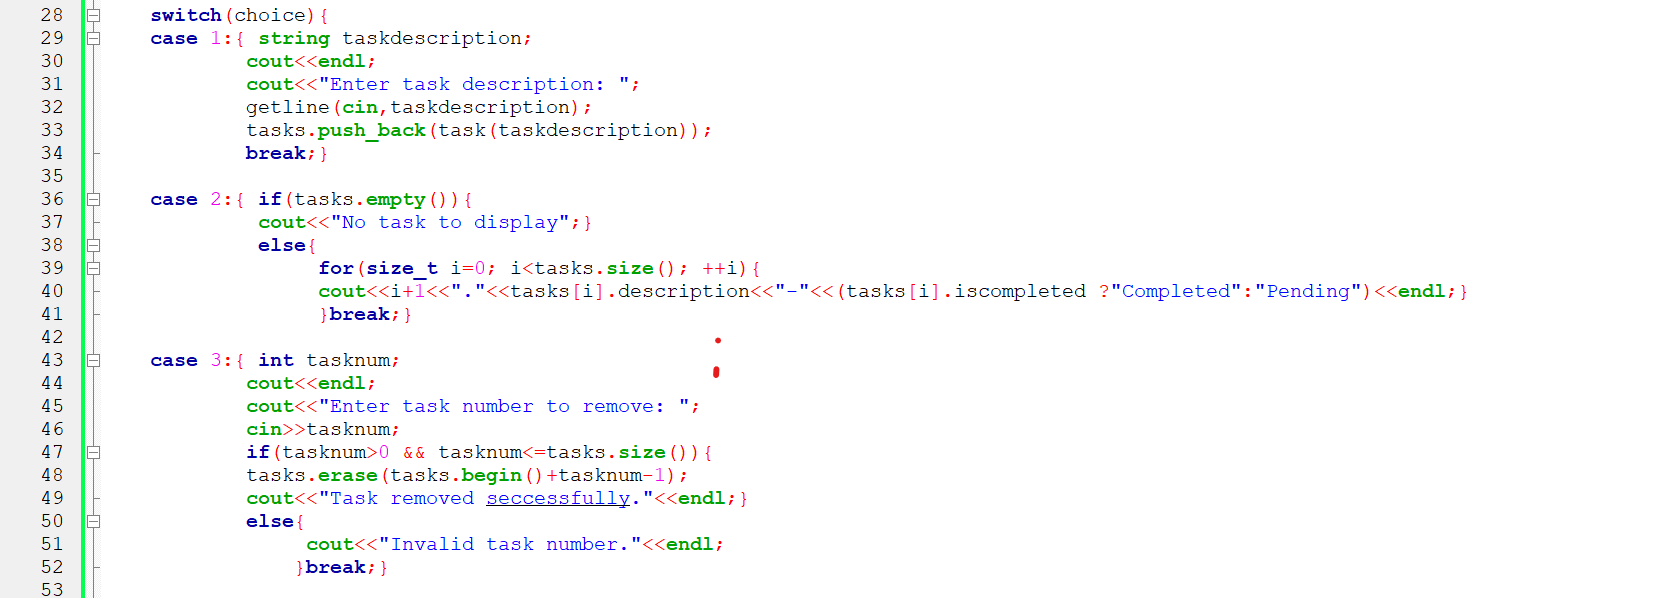 28 switch(choice){
29 case 1:{ string taskdescription;
30 cout<<endl;
31 cout<<"Enter task description: ";
32 getline(cin,taskdescription);
33 tasks.push_back(task(taskdescription));
34 break;}
35
36 case 2:{ if(tasks.empty()){
37 cout<<"No task to display";}
38 else{
39 for(size_t i=0; i<tasks.size(); ++i){
40 cout<<i+1<<"."<<tasks[i].description<<"-"<<(tasks[i].iscompleted ?"Completed":"Pending")<<endl;}
41 }break;}
42
43 case 3:{ int tasknum;
44 cout<<endl;
45 cout<<"Enter task number to remove: ";
46 cin>>tasknum;
47 if(tasknum>0 && tasknum<=tasks.size()){
48 tasks.erase(tasks.begin()+tasknum-1);
49 cout<<"Task removed seccessfully."<<endl;}
50 else{
51 cout<<"Invalid task number."<<endl;
52 }break;}
53